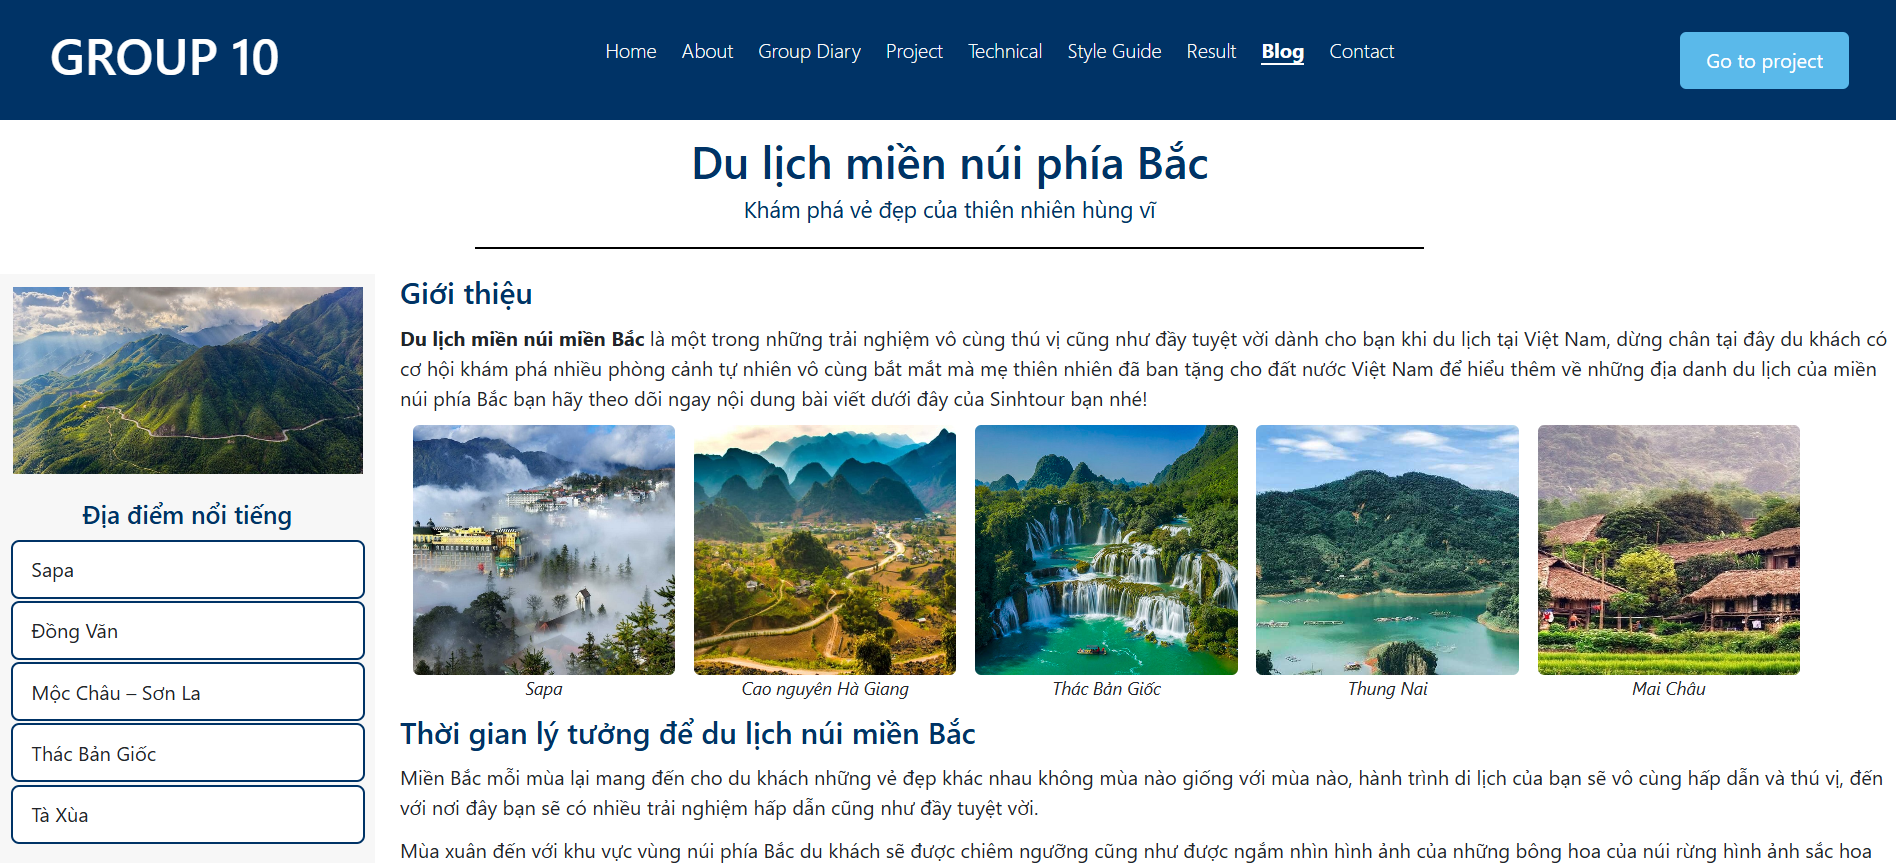 GROUP 10
Home About Group Diary Project Technical Style Guide Result Blog Contact
Go to project
Du lịch miền núi phía Bắc
Khám phá vẻ đẹp của thiên nhiên hùng vĩ
Địa điểm nổi tiếng
Sapa
Đồng Văn
Mộc Châu – Sơn La
Thác Bản Giốc
Tà Xùa
Giới thiệu
Du lịch miền núi miền Bắc là một trong những trải nghiệm vô cùng thú vị cũng như đầy tuyệt vời dành cho bạn khi du lịch tại Việt Nam, dừng chân tại đây du khách có
cơ hội khám phá nhiều phòng cảnh tự nhiên vô cùng bắt mắt mà mẹ thiên nhiên đã ban tặng cho đất nước Việt Nam để hiểu thêm về những địa danh du lịch của miền
núi phía Bắc bạn hãy theo dõi ngay nội dung bài viết dưới đây của Sinhtour bạn nhé!
Sapa
Cao nguyên Hà Giang
Thác Bản Giốc
Thung Nai
Mai Châu
Thời gian lý tưởng để du lịch núi miền Bắc
Miền Bắc mỗi mùa lại mang đến cho du khách những vẻ đẹp khác nhau không mùa nào giống với mùa nào, hành trình di lịch của bạn sẽ vô cùng hấp dẫn và thú vị, đến
với nơi đây bạn sẽ có nhiều trải nghiệm hấp dẫn cũng như đầy tuyệt vời.
Mùa xuân đến với khu vực vùng núi phía Bắc du khách sẽ được chiêm ngưỡng cũng như được ngắm nhìn hình ảnh của những bông hoa của núi rừng hình ảnh sắc hoa